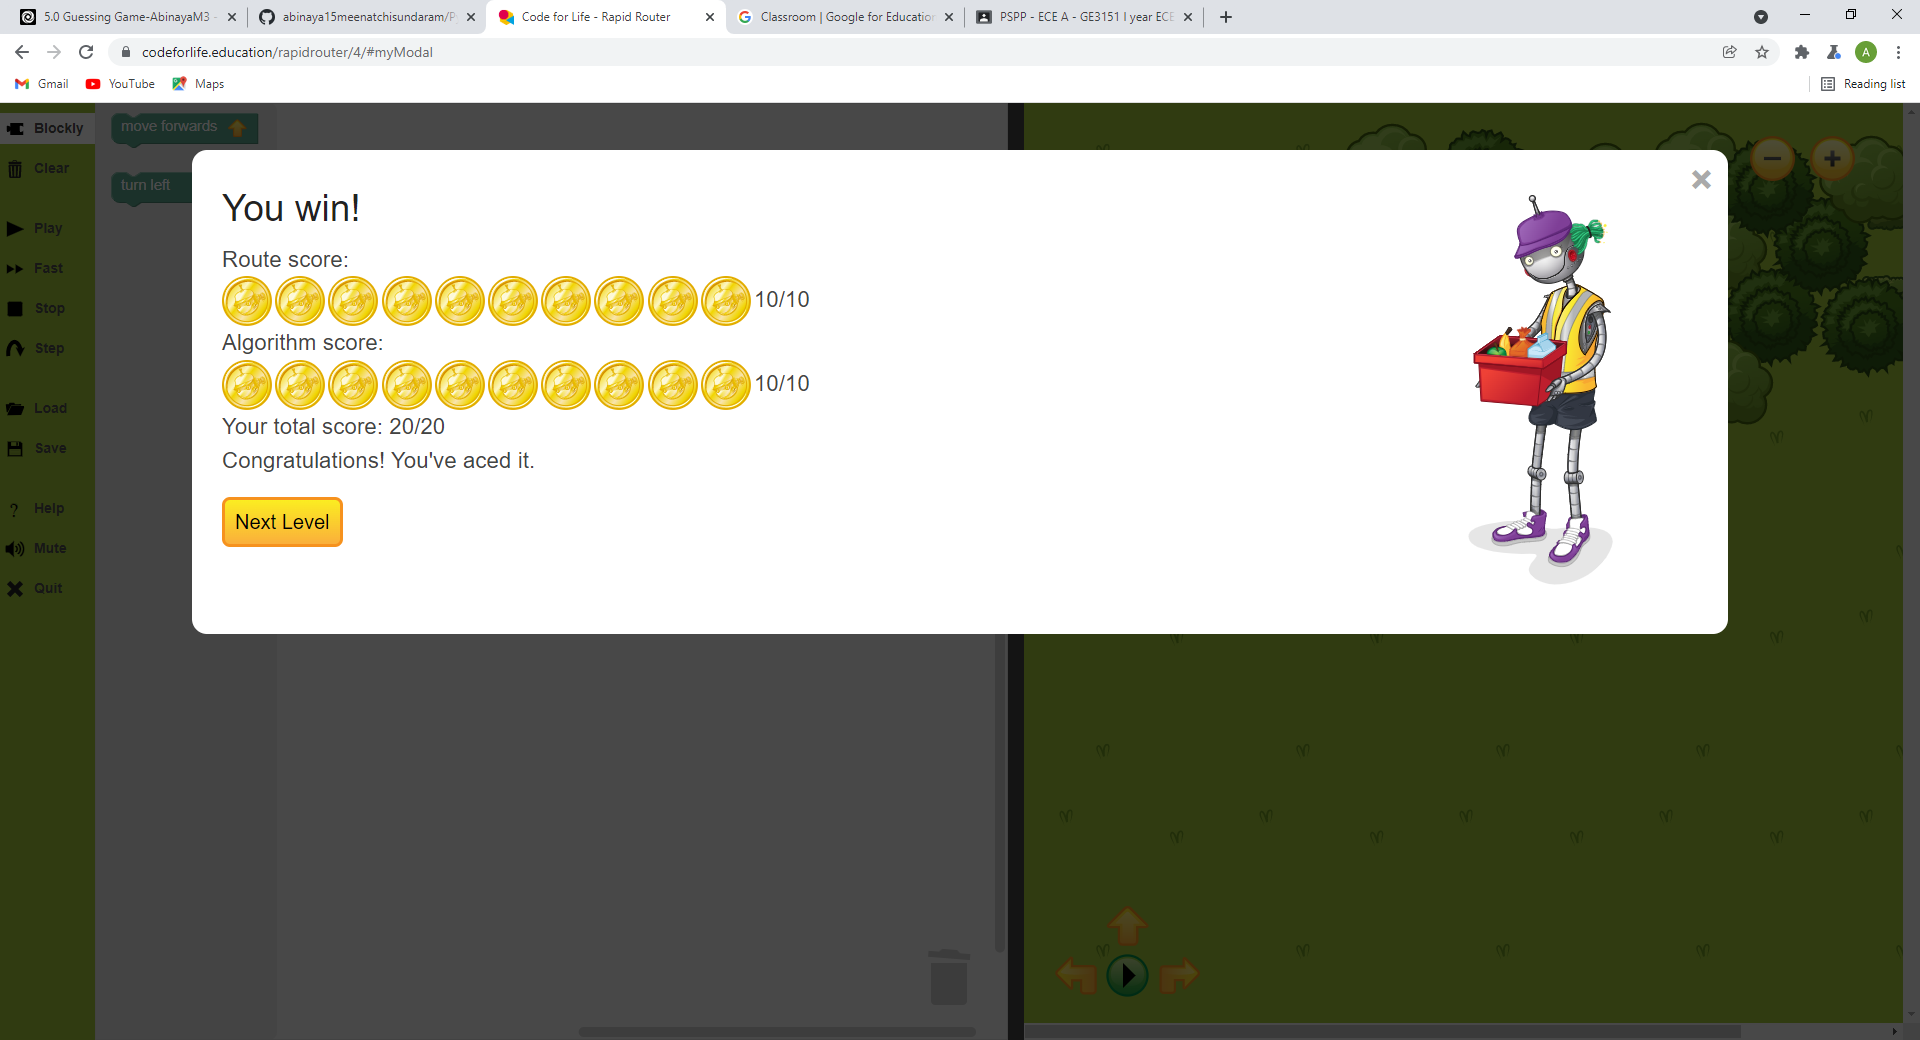 5.0 Guessing Game-AbinayaM3 -
abinaya15meenatchisundaram/P
Code for Life - Rapid Router
Classroom | Google for Education
PSPP - ECE A - GE3151 I year ECE
codeforlife.education/rapidrouter/4/#myModal
A
Gmail
YouTube
Maps
Reading list
Blockly
Clear
Play
Fast
Stop
Step
Load
Save
? Help
Mute
Quit
move forwards
turn left
You win!
Route score:
10/10
Algorithm score:
10/10
Your total score: 20/20
Congratulations! You've aced it.
Next Level